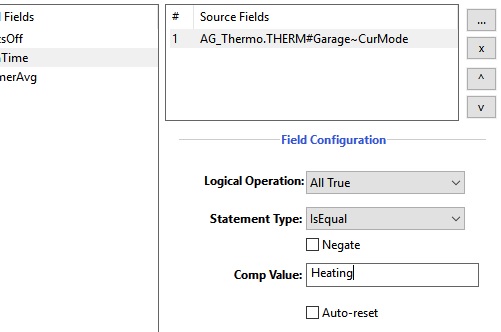 l Fields
sOff
Time
merAvg
# Source Fields
1 AG_Thermo.THERM#Garage~CurMode
...
x
^
v
Field Configuration
Logical Operation: All True
Statement Type: IsEqual
Negate
Comp Value: Heating
Auto-reset